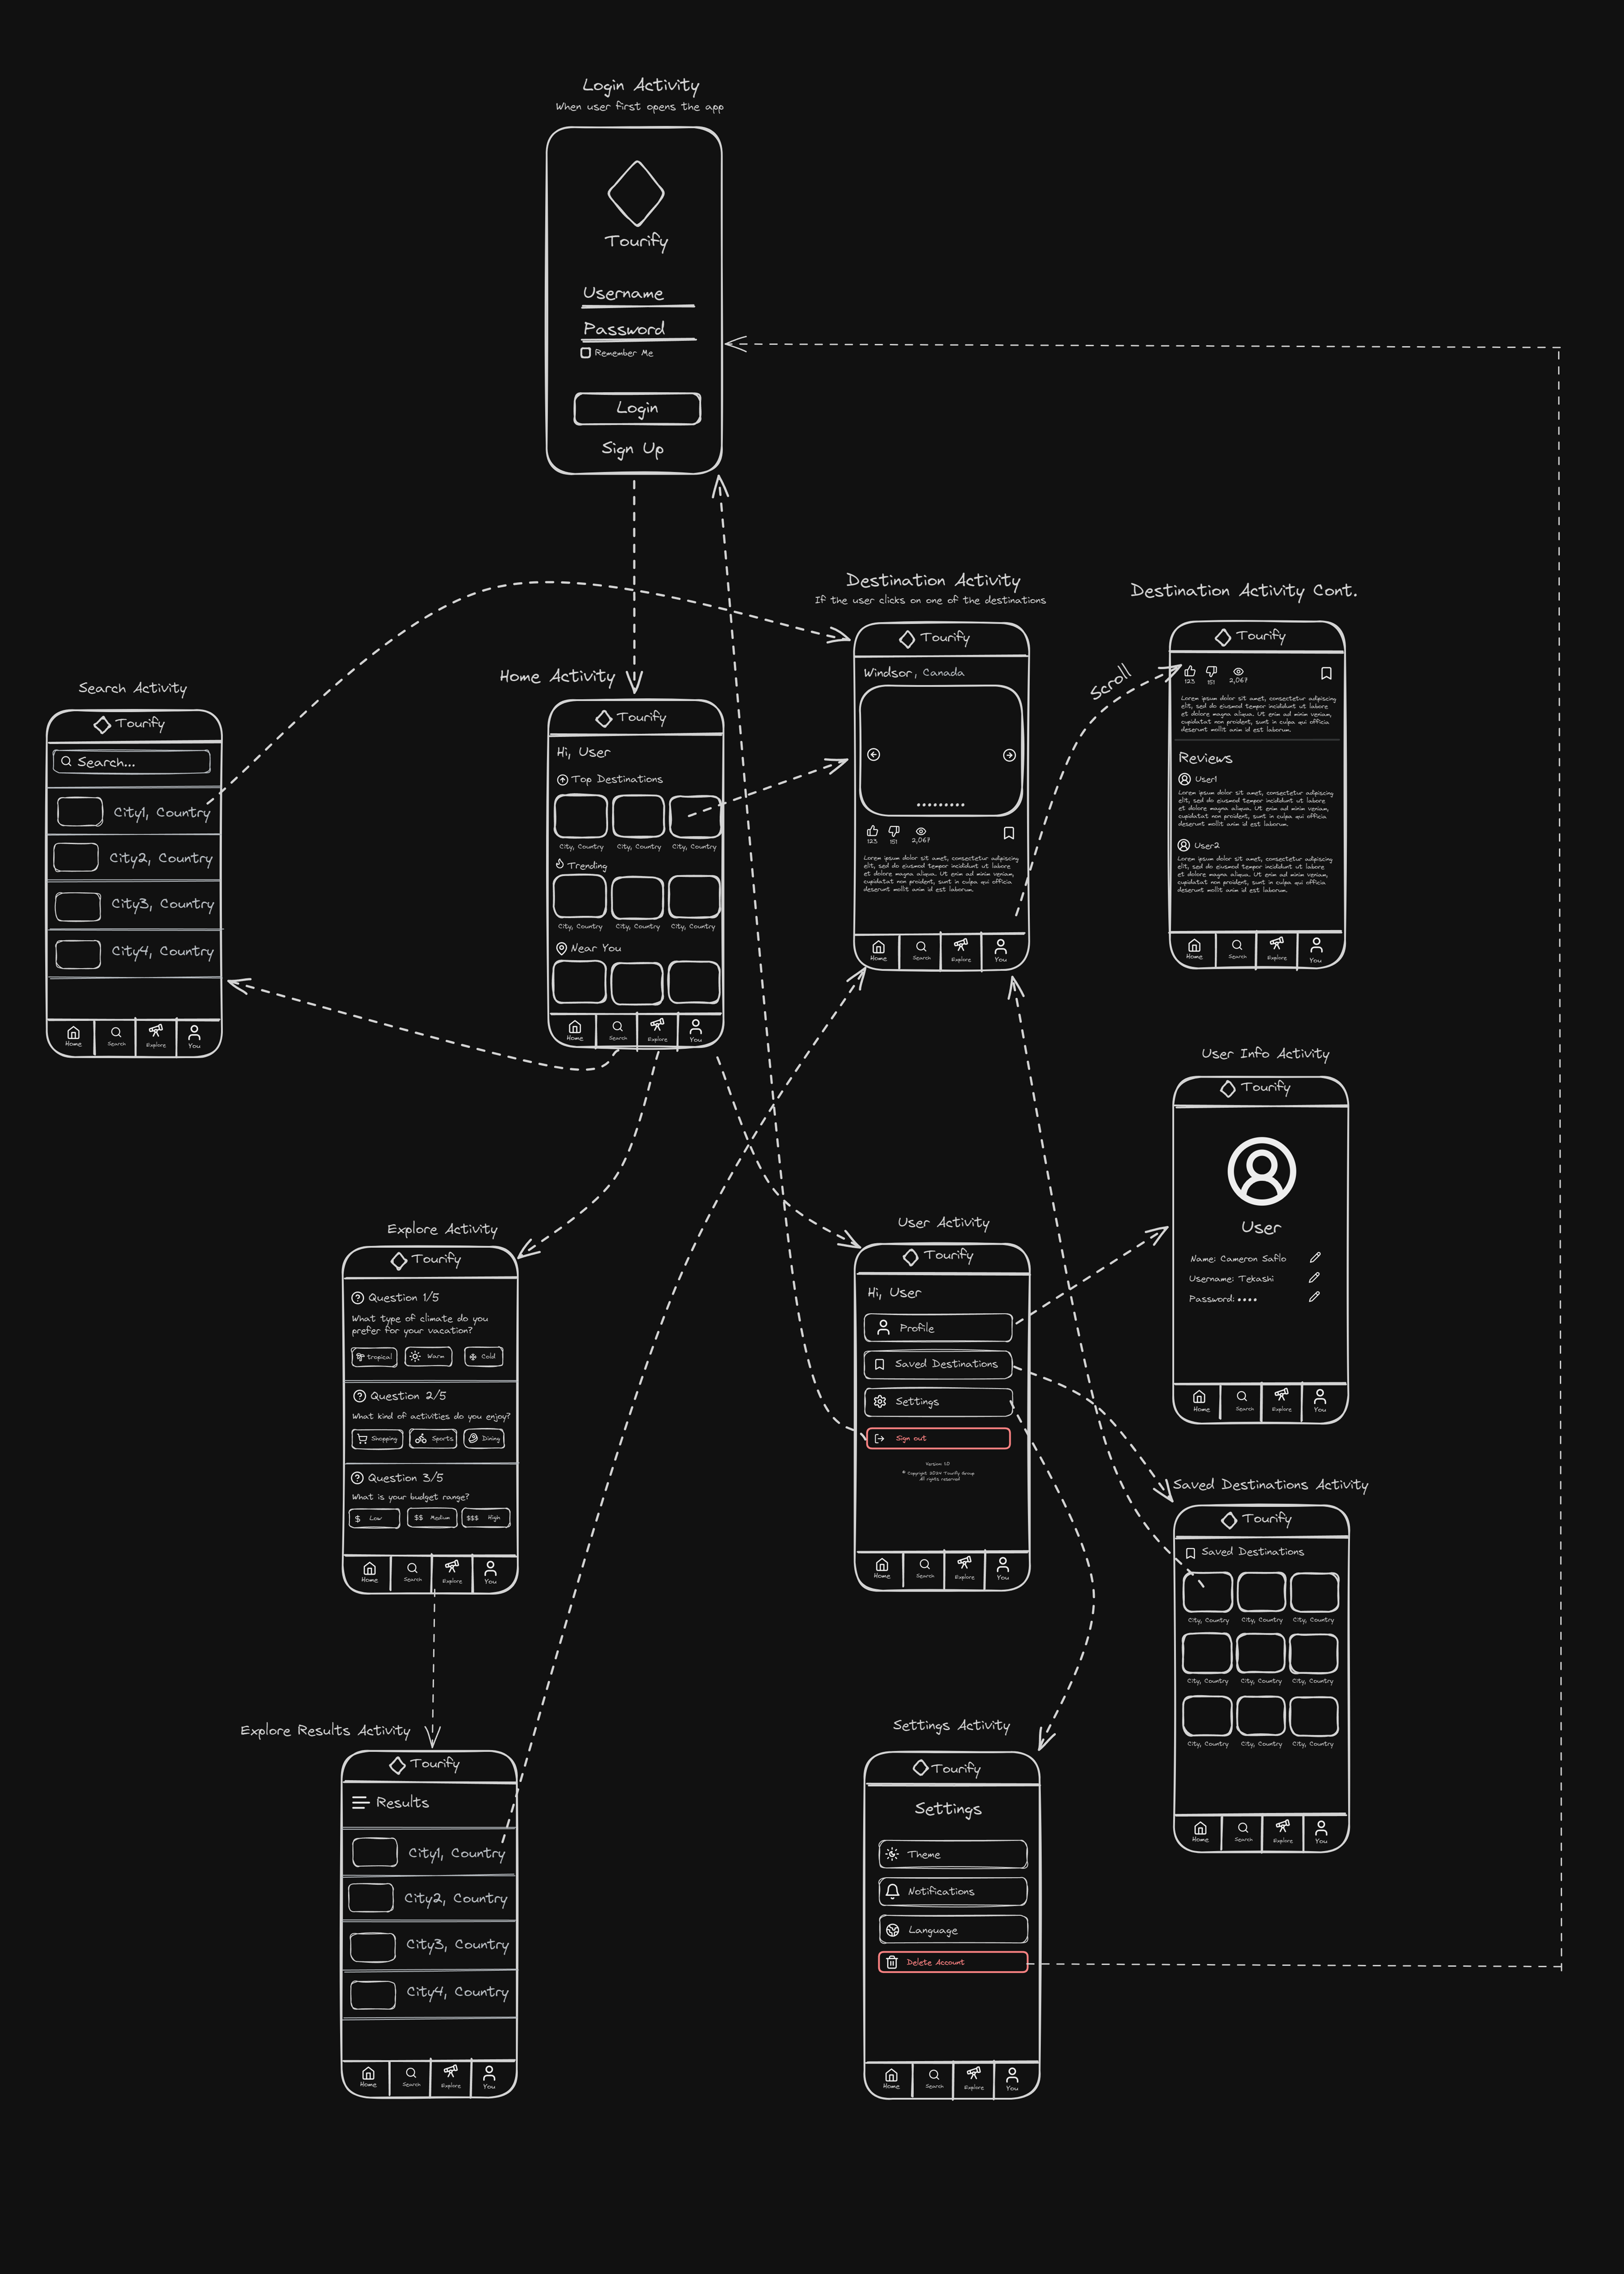 Login Activity
When user first opens the app
Tourify
Username
Password
Remember Me
Login
Sign Up
Search Activity
Tourify
Search...
City1, Country
City2, Country
City3, Country
City4, Country
Home
Search
Explore
You
Home Activity
Tourify
Hi, User
Top Destinations
City, Country
City, Country
City, Country
Trending
City, Country
City, Country
City, Country
Near You
Home
Search
Explore
You
Destination Activity
If the user clicks on one of the destinations
Tourify
Windsor, Canada
123
151
2,067
Lorem ipsum dolor sit amet, consectetur adipiscing
elit, sed do eiusmod tempor incididunt ut labore
et dolore magna aliqua. Ut enim ad minim veniam,
cupidatat non proident, sunt in culpa qui officia
deserunt mollit anim id est laborum.
Home
Search
Explore
You
Scroll
Destination Activity Cont.
Tourify
123
151
2,067
Lorem ipsum dolor sit amet, consectetur adipiscing
elit, sed do eiusmod tempor incididunt ut labore
et dolore magna aliqua. Ut enim ad minim veniam,
cupidatat non proident, sunt in culpa qui officia
deserunt mollit anim id est laborum.
Reviews
User1
Lorem ipsum dolor sit amet, consectetur adipiscing
elit, sed do eiusmod tempor incididunt ut labore
et dolore magna aliqua. Ut enim ad minim veniam,
cupidatat non proident, sunt in culpa qui officia
deserunt mollit anim id est laborum.
User2
Lorem ipsum dolor sit amet, consectetur adipiscing
elit, sed do eiusmod tempor incididunt ut labore
et dolore magna aliqua. Ut enim ad minim veniam,
cupidatat non proident, sunt in culpa qui officia
deserunt mollit anim id est laborum.
Home
Search
Explore
You
User Info Activity
Tourify
User
Name: Cameron Saflo
Username: Tekashi
Password: ••••
Home
Search
Explore
You
Explore Activity
Tourify
Question 1/5
What type of climate do you
prefer for your vacation?
tropical
Warm
Cold
Question 2/5
What kind of activities do you enjoy?
Shopping
Sports
Dining
Question 3/5
What is your budget range?
$ Low
$$ Medium
$$$ High
Home
Search
Explore
You
User Activity
Tourify
Hi, User
Profile
Saved Destinations
Settings
Sign out
Version 1.0
© Copyright 2024 Tourify Group
All rights reserved
Home
Search
Explore
You
Saved Destinations Activity
Tourify
Saved Destinations
City, Country
City, Country
City, Country
City, Country
City, Country
City, Country
City, Country
City, Country
City, Country
Home
Search
Explore
You
Explore Results Activity
Tourify
Results
City1, Country
City2, Country
City3, Country
City4, Country
Home
Search
Explore
You
Settings Activity
Tourify
Settings
Theme
Notifications
Language
Delete Account
Home
Search
Explore
You